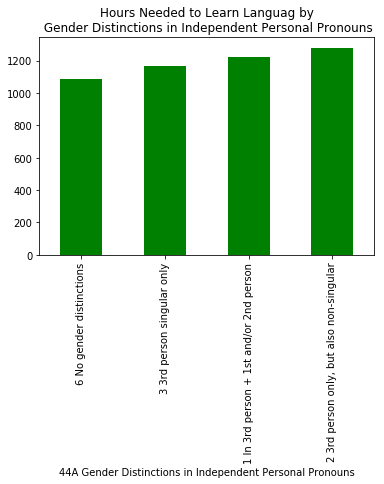 Hours Needed to Learn Languag by
Gender Distinctions in Independent Personal Pronouns
1200
1000
800
600
400
200
0
6 No gender distinctions
3 3rd person singular only
1 In 3rd person + 1st and/or 2nd person
2 3rd person only, but also non-singular
44A Gender Distinctions in Independent Personal Pronouns